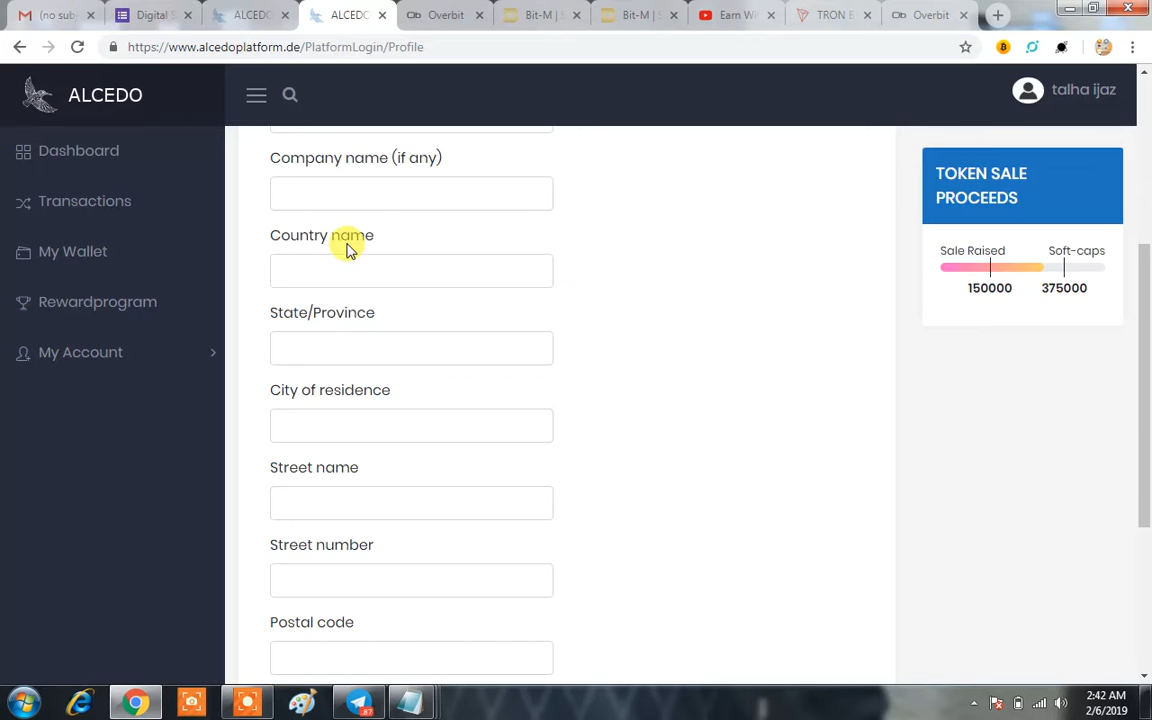 (no sub
Digital S
ALCEDO
ALCEDO
Overbit
Bit-M |
Bit-M |
Earn Wi
TRON E
Overbit
https://www.alcedoplatform.de/PlatformLogin/Profile
ALCEDO
talha ijaz
Dashboard
Transactions
My Wallet
Rewardprogram
My Account
Company name (if any)
Country name
State/Province
City of residence
Street name
Street number
Postal code
TOKEN SALE
PROCEEDS
Sale Raised
Soft-caps
150000
375000
87
2:42 AM
2/6/2019